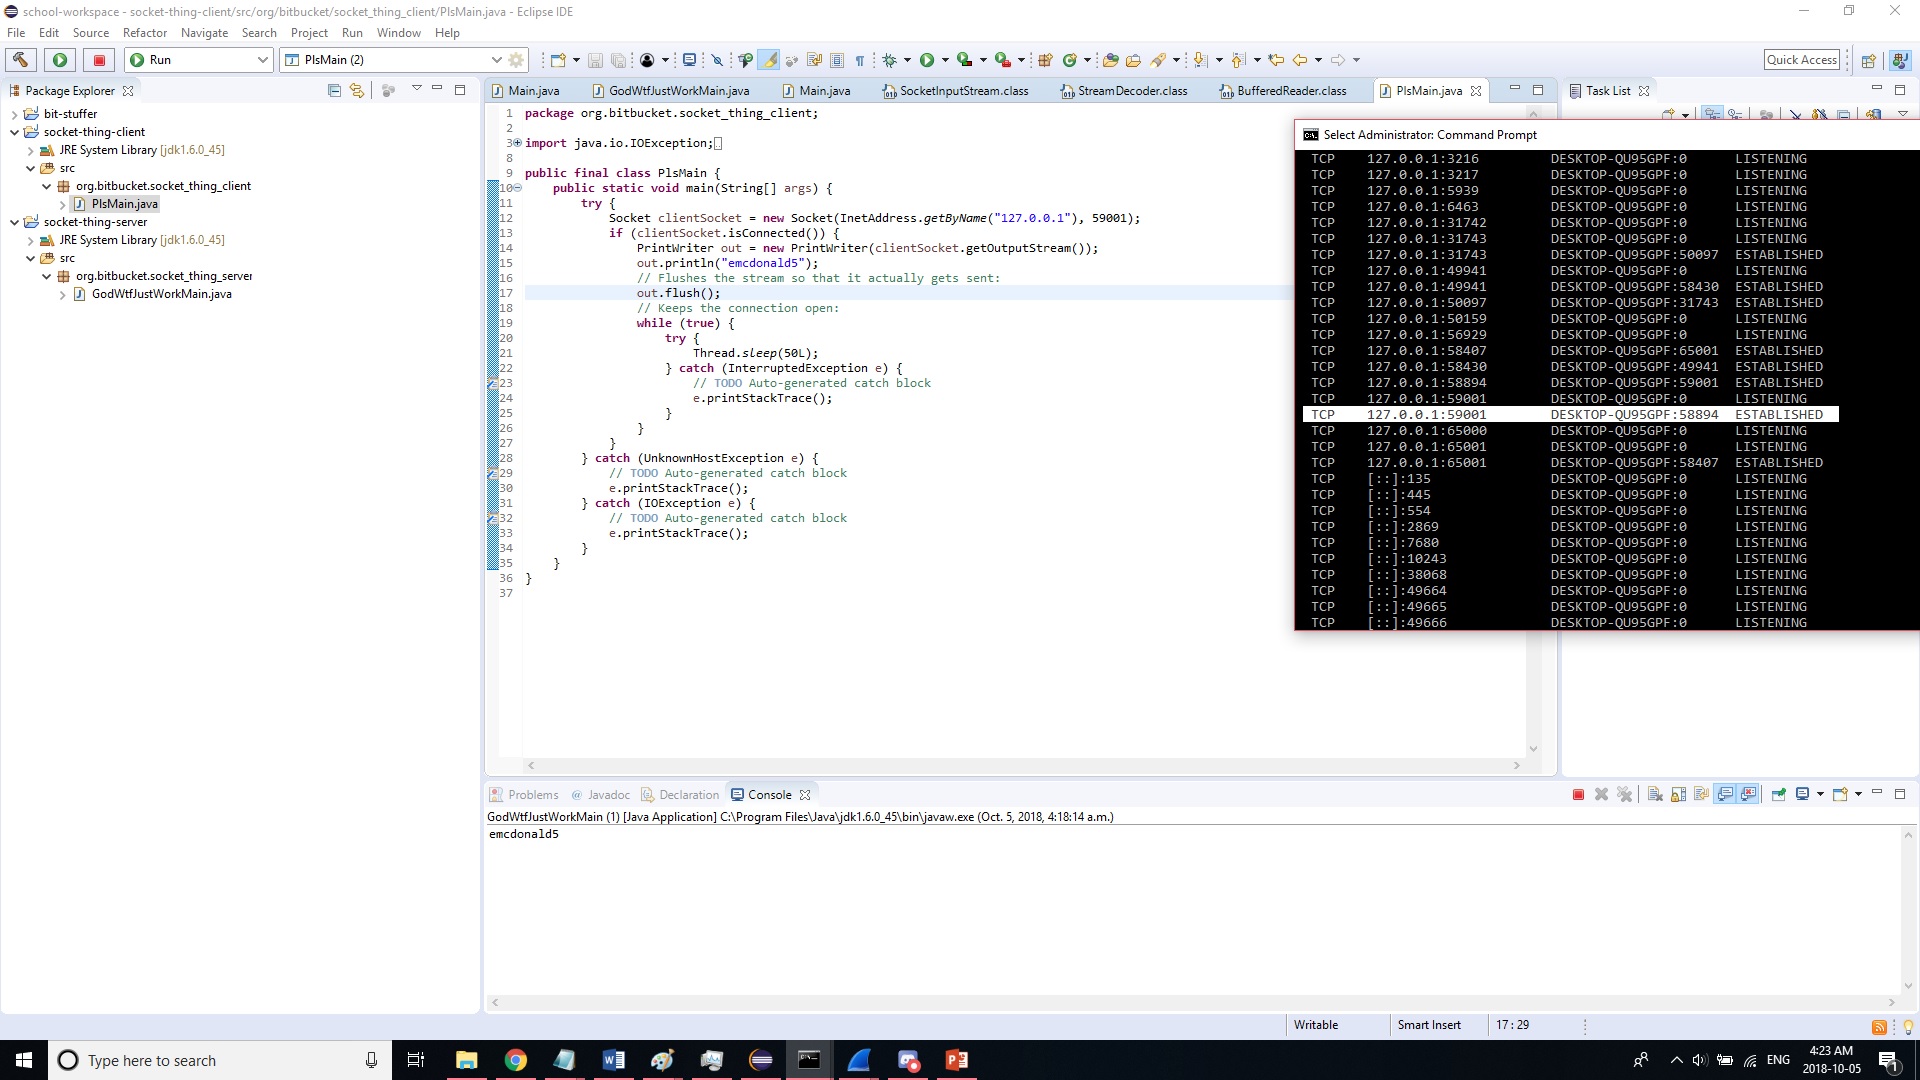 school-workspace - socket-thing-client/src/org/bitbucket/socket_thing_client/PlsMain.java - Eclipse IDE
File Edit Source Refactor Navigate Search Project Run Window Help
Run
PlsMain (2)
Quick Access
Package Explorer
bit-stuffer
socket-thing-client
JRE System Library [jdk1.6.0_45]
src
org.bitbucket.socket_thing_client
PlsMain.java
socket-thing-server
JRE System Library [jdk1.6.0_45]
src
org.bitbucket.socket_thing_server
GodWtfJustWorkMain.java
Main.java GodWtfJustWorkMain.java Main.java SocketInputStream.class StreamDecoder.class BufferedReader.class PlsMain.java
1 package org.bitbucket.socket_thing_client;
2
3 import java.io.IOException;
8
9 public final class PlsMain {
10 public static void main(String[] args) {
11 try {
12 Socket clientSocket = new Socket(InetAddress.getByName("127.0.0.1"), 59001);
13 if (clientSocket.isConnected()) {
14 PrintWriter out = new PrintWriter(clientSocket.getOutputStream());
15 out.println("emcdonald5");
16 // Flushes the stream so that it actually gets sent:
17 out.flush();
18 // Keeps the connection open:
19 while (true) {
20 try {
21 Thread.sleep(50L);
22 } catch (InterruptedException e) {
23 // TODO Auto-generated catch block
24 e.printStackTrace();
25 }
26 }
27 }
28 } catch (UnknownHostException e) {
29 // TODO Auto-generated catch block
30 e.printStackTrace();
31 } catch (IOException e) {
32 // TODO Auto-generated catch block
33 e.printStackTrace();
34 }
35 }
36 }
37
Task List
Select Administrator: Command Prompt
TCP 127.0.0.1:3216 DESKTOP-QU95GPF:0 LISTENING
TCP 127.0.0.1:3217 DESKTOP-QU95GPF:0 LISTENING
TCP 127.0.0.1:5939 DESKTOP-QU95GPF:0 LISTENING
TCP 127.0.0.1:6463 DESKTOP-QU95GPF:0 LISTENING
TCP 127.0.0.1:31742 DESKTOP-QU95GPF:0 LISTENING
TCP 127.0.0.1:31743 DESKTOP-QU95GPF:0 LISTENING
TCP 127.0.0.1:31743 DESKTOP-QU95GPF:50097 ESTABLISHED
TCP 127.0.0.1:49941 DESKTOP-QU95GPF:0 LISTENING
TCP 127.0.0.1:49941 DESKTOP-QU95GPF:58430 ESTABLISHED
TCP 127.0.0.1:50097 DESKTOP-QU95GPF:31743 ESTABLISHED
TCP 127.0.0.1:50159 DESKTOP-QU95GPF:0 LISTENING
TCP 127.0.0.1:56929 DESKTOP-QU95GPF:0 LISTENING
TCP 127.0.0.1:58407 DESKTOP-QU95GPF:65001 ESTABLISHED
TCP 127.0.0.1:58430 DESKTOP-QU95GPF:49941 ESTABLISHED
TCP 127.0.0.1:58894 DESKTOP-QU95GPF:59001 ESTABLISHED
TCP 127.0.0.1:59001 DESKTOP-QU95GPF:0 LISTENING
TCP 127.0.0.1:59001 DESKTOP-QU95GPF:58894 ESTABLISHED
TCP 127.0.0.1:65000 DESKTOP-QU95GPF:0 LISTENING
TCP 127.0.0.1:65001 DESKTOP-QU95GPF:0 LISTENING
TCP 127.0.0.1:65001 DESKTOP-QU95GPF:58407 ESTABLISHED
TCP [::]:135 DESKTOP-QU95GPF:0 LISTENING
TCP [::]:445 DESKTOP-QU95GPF:0 LISTENING
TCP [::]:554 DESKTOP-QU95GPF:0 LISTENING
TCP [::]:2869 DESKTOP-QU95GPF:0 LISTENING
TCP [::]:7680 DESKTOP-QU95GPF:0 LISTENING
TCP [::]:10243 DESKTOP-QU95GPF:0 LISTENING
TCP [::]:38068 DESKTOP-QU95GPF:0 LISTENING
TCP [::]:49664 DESKTOP-QU95GPF:0 LISTENING
TCP [::]:49665 DESKTOP-QU95GPF:0 LISTENING
TCP [::]:49666 DESKTOP-QU95GPF:0 LISTENING
Problems @ Javadoc Declaration Console
GodWtfJustWorkMain (1) [Java Application] C:\Program Files\Java\jdk1.6.0_45\bin\javaw.exe (Oct. 5, 2018, 4:18:14 a.m.)
emcdonald5
Writable Smart Insert 17 : 29
Type here to search
ENG
4:23 AM
2018-10-05
1